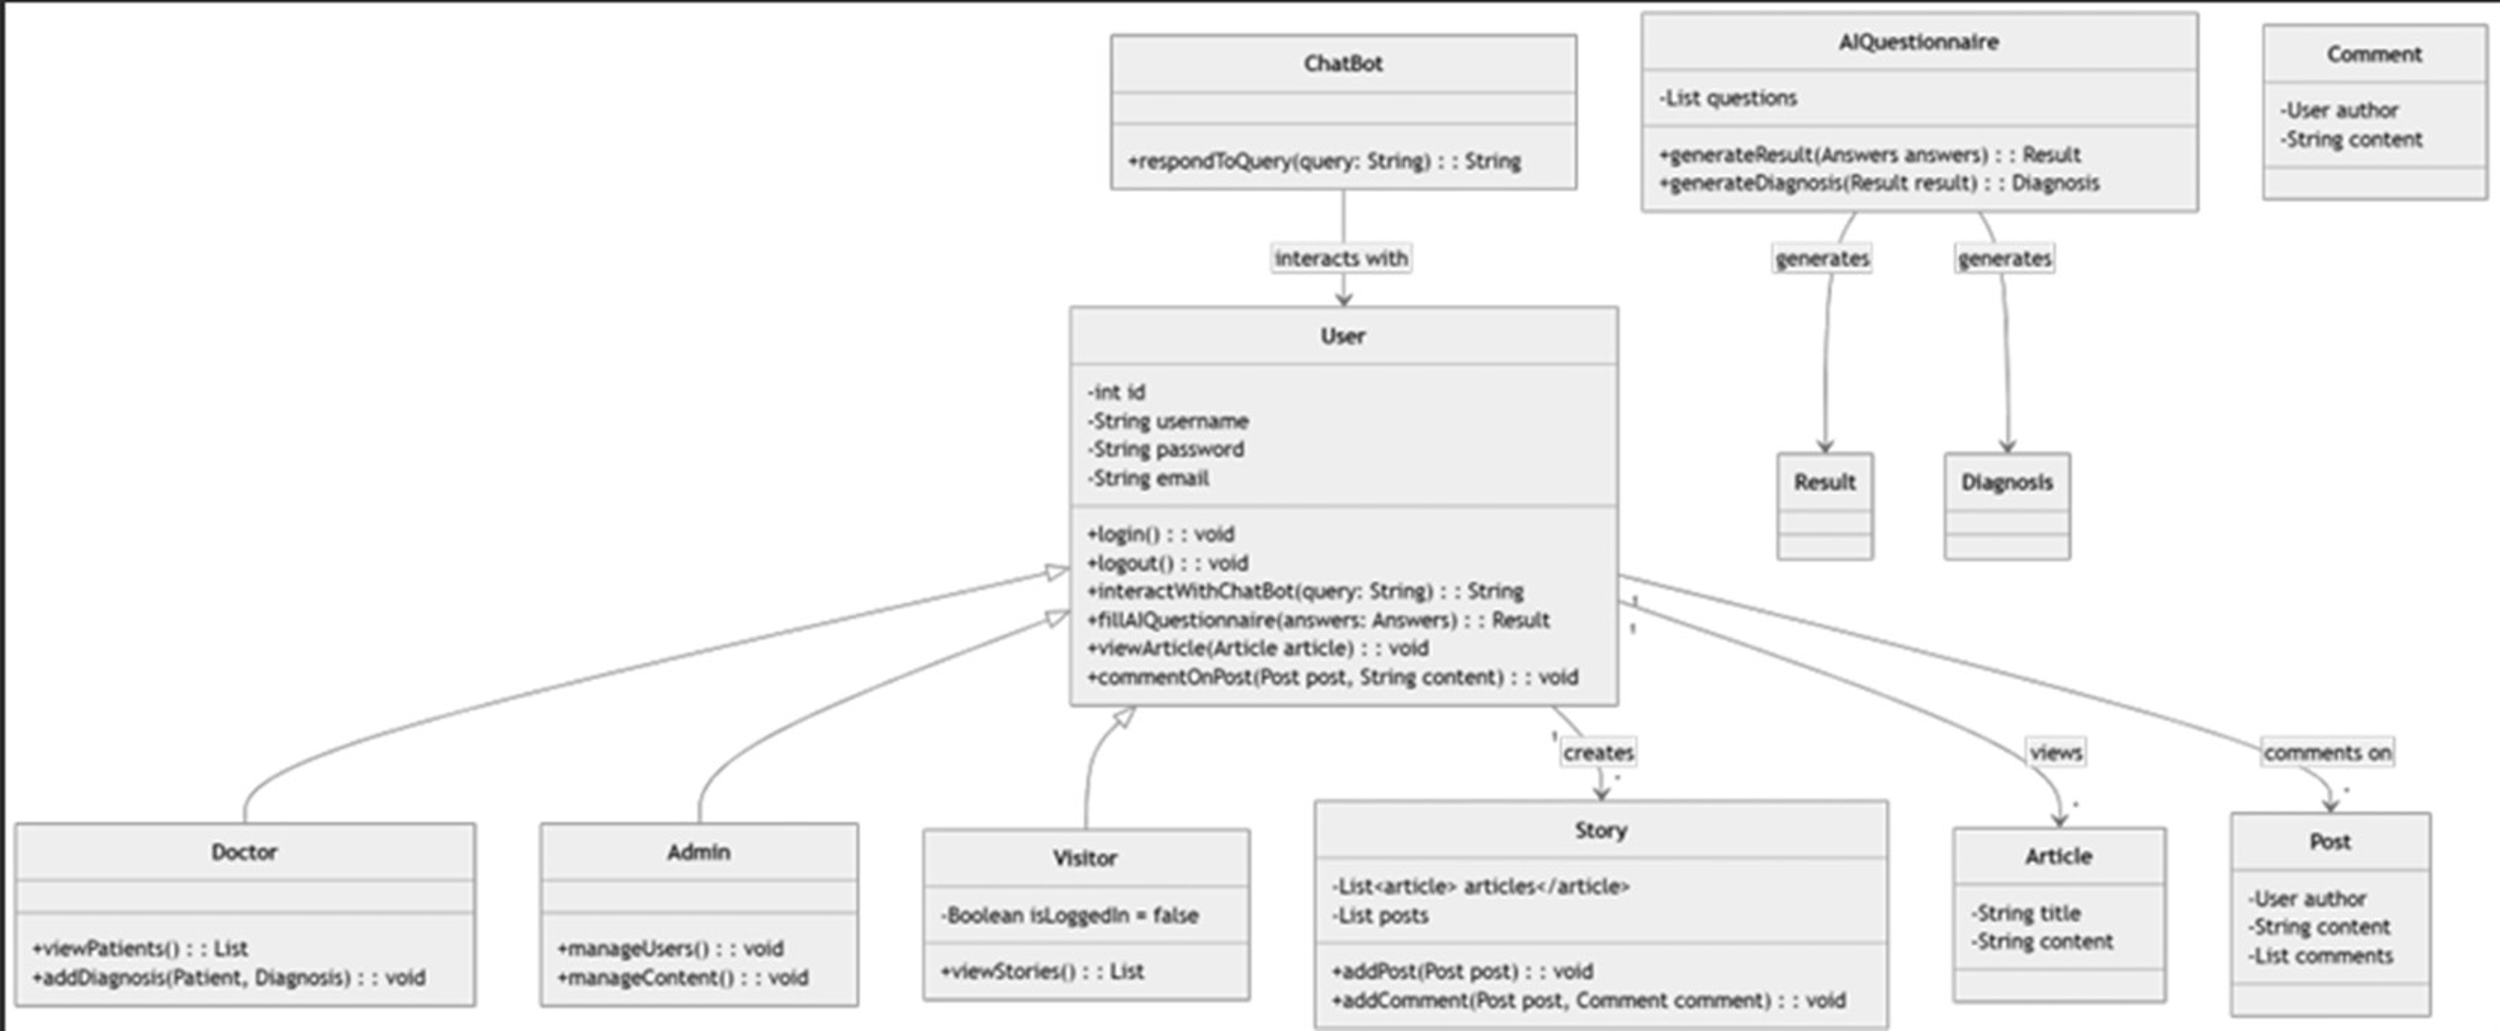 ChatBot
+respondToQuery(query: String) : : String
AIQuestionnaire
-List questions
+generateResult(Answers answers) : : Result
+generateDiagnosis(Result result) : : Diagnosis
Comment
-User author
-String content
interacts with
generates
generates
User
-int id
-String username
-String password
-String email
+login() : : void
+logout() : : void
+interactWithChatBot(query: String) : : String
+fillAIQuestionnaire(answers: Answers) : : Result
+viewArticle(Article article) : : void
+commentOnPost(Post post, String content) : : void
Result
Diagnosis
1
1
1
creates
*
views
*
comments on
*
Doctor
+viewPatients() : : List
+addDiagnosis(Patient, Diagnosis) : : void
Admin
+manageUsers() : : void
+manageContent() : : void
Visitor
-Boolean isLoggedIn = false
+viewStories() : : List
Story
-List<article> articles</article>
-List posts
+addPost(Post post) : : void
+addComment(Post post, Comment comment) : : void
Article
-String title
-String content
Post
-User author
-String content
-List comments